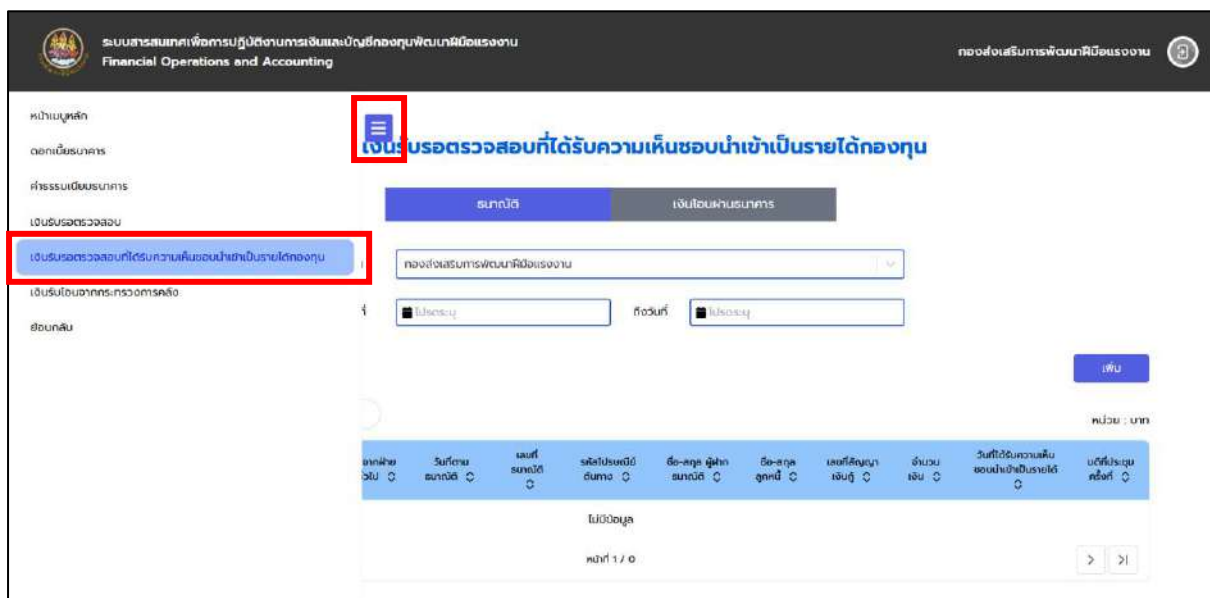 ระบบสารสนเทศเพื่อการปฏิบัติงานการเงินและบัญชีกองทุนพัฒนาฝีมือแรงงาน
Financial Operations and Accounting
กองส่งเสริมการพัฒนาฝีมือแรงงาน
หน้าเมนูหลัก
ดอกเบี้ยธนาคาร
ค่าธรรมเนียมธนาคาร
เงินรับรอตรวจสอบ
เงินรับรอตรวจสอบที่ได้รับความเห็นชอบนำเข้าเป็นรายได้กองทุน
เงินรับโอนจากกระทรวงการคลัง
ย้อนกลับ
เงินรับรอตรวจสอบที่ได้รับความเห็นชอบนำเข้าเป็นรายได้กองทุน
ธนาณัติ
เงินโอนผ่านธนาคาร
กองส่งเสริมการพัฒนาฝีมือแรงงาน
ที่ โปรดระบุ ถึงวันที่ โปรดระบุ
เพิ่ม
หน่วย : บาท
วันที่ตาม
ธนาณัติ
เลขที่
ธนาณัติ
รหัสไปรษณีย์
ต้นทาง
ชื่อ-สกุล ผู้ฝาก
ธนาณัติ
ชื่อ-สกุล
ลูกหนี้
เลขที่สัญญา
เงินกู้
จำนวน
เงิน
วันที่ได้รับความเห็น
ชอบนำเข้าเป็นรายได้
มติที่ประชุม
ครั้งที่
ไม่มีข้อมูล
หน้าที่ 1 / 0